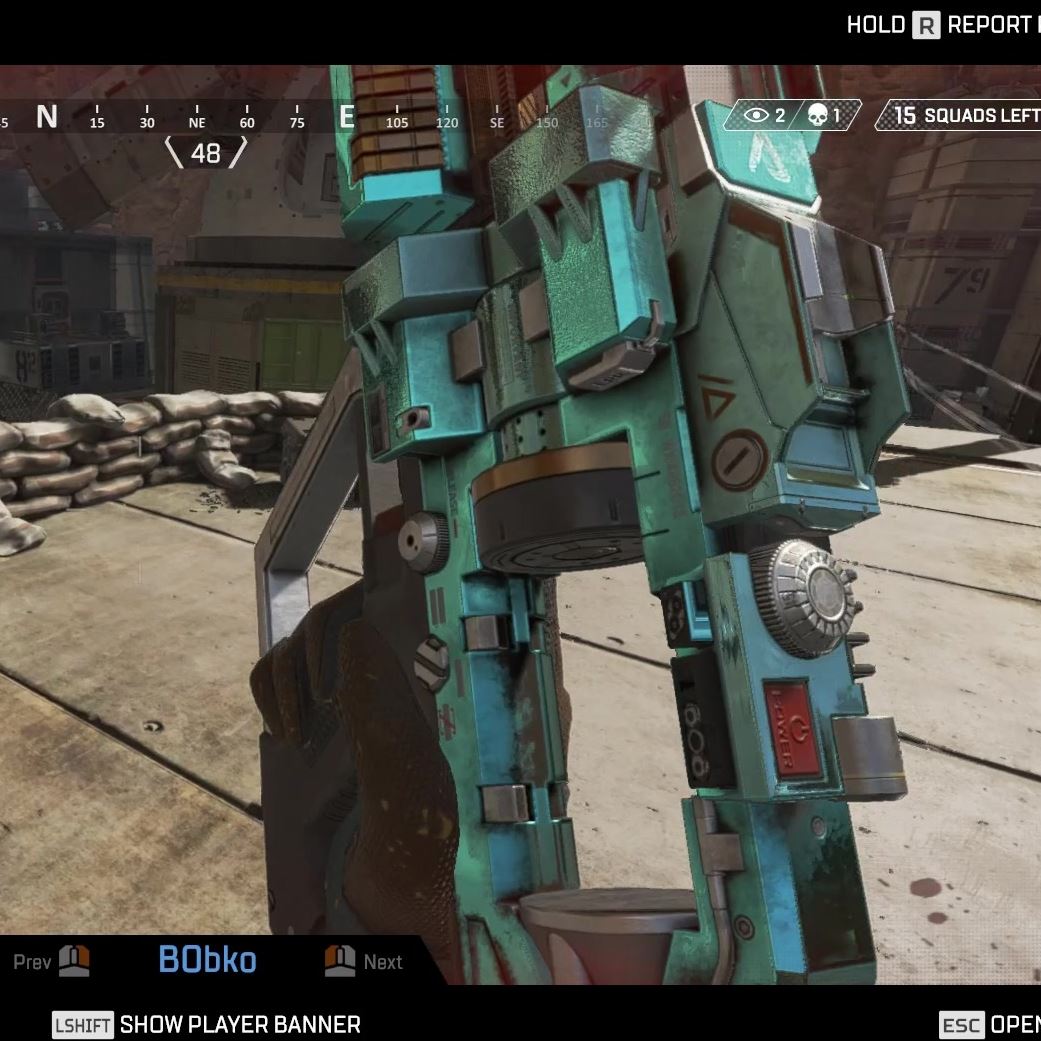 HOLD R REPORT
N 15 30 NE 60 75 E 105 120 SE 150 165
48
2 / 1
15 SQUADS LEFT
79
POWER
Prev BObko Next
LSHIFT SHOW PLAYER BANNER
ESC OPEN